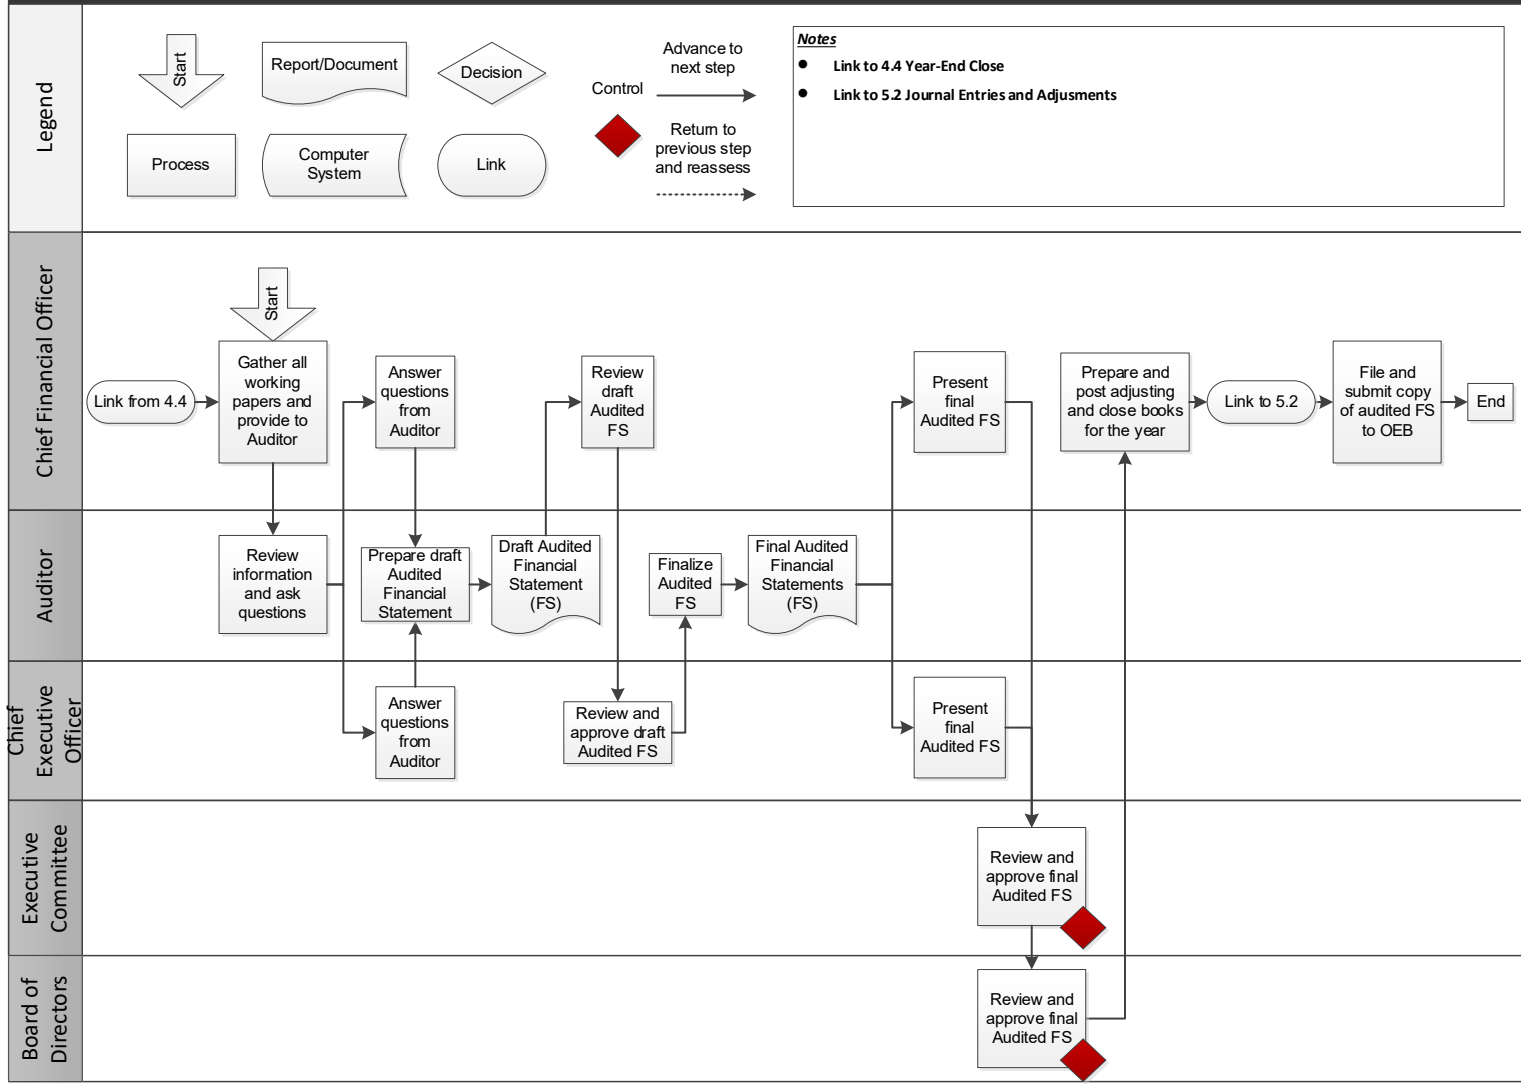 Legend
Start
Report/Document
Decision
Process
Computer
System
Link
Control
Advance to
next step
Return to
previous step
and reassess
Notes
Link to 4.4 Year-End Close
Link to 5.2 Journal Entries and Adjusments
Chief Financial Officer
Start
Link from 4.4
Gather all
working
papers and
provide to
Auditor
Answer
questions
from
Auditor
Review
draft
Audited
FS
Present
final
Audited FS
Prepare and
post adjusting
and close books
for the year
Link to 5.2
File and
submit copy
of audited FS
to OEB
End
Auditor
Review
information
and ask
questions
Prepare draft
Audited
Financial
Statement
Draft Audited
Financial
Statement
(FS)
Finalize
Audited
FS
Final Audited
Financial
Statements
(FS)
Chief
Executive
Officer
Answer
questions
from
Auditor
Review and
approve draft
Audited FS
Present
final
Audited FS
Executive
Committee
Review and
approve final
Audited FS
Board of
Directors
Review and
approve final
Audited FS